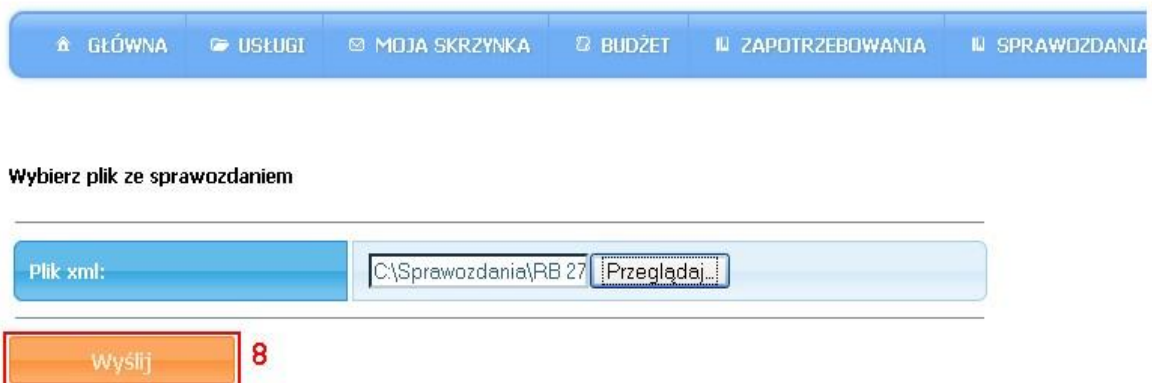 GŁÓWNA USŁUGI MOJA SKRZYNKA BUDŻET ZAPOTRZEBOWANIA SPRAWOZDANIA
Wybierz plik ze sprawozdaniem
Plik xml: C:\Sprawozdania\RB 27 Przeglądaj...
Wyślij 8